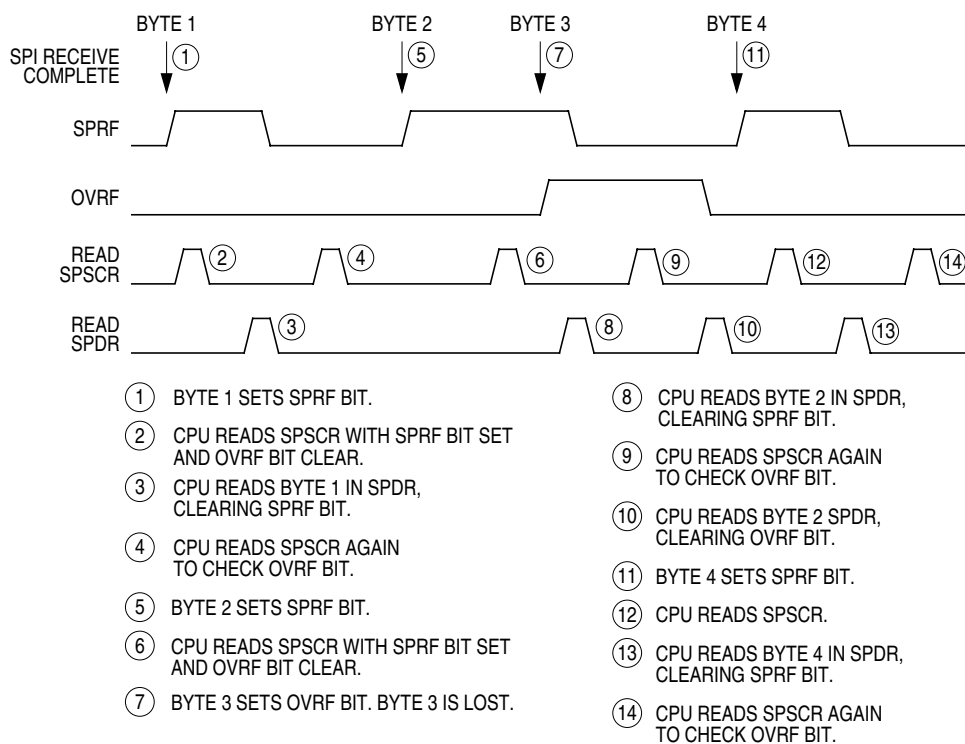 BYTE 1 BYTE 2 BYTE 3 BYTE 4
SPI RECEIVE
COMPLETE
1 5 7 11
SPRF
OVRF
READ
SPSCR
2 4 6 9 12 14
READ
SPDR
3 8 10 13
1 BYTE 1 SETS SPRF BIT.
2 CPU READS SPSCR WITH SPRF BIT SET
AND OVRF BIT CLEAR.
3 CPU READS BYTE 1 IN SPDR,
CLEARING SPRF BIT.
4 CPU READS SPSCR AGAIN
TO CHECK OVRF BIT.
5 BYTE 2 SETS SPRF BIT.
6 CPU READS SPSCR WITH SPRF BIT SET
AND OVRF BIT CLEAR.
7 BYTE 3 SETS OVRF BIT. BYTE 3 IS LOST.
8 CPU READS BYTE 2 IN SPDR,
CLEARING SPRF BIT.
9 CPU READS SPSCR AGAIN
TO CHECK OVRF BIT.
10 CPU READS BYTE 2 SPDR,
CLEARING OVRF BIT.
11 BYTE 4 SETS SPRF BIT.
12 CPU READS SPSCR.
13 CPU READS BYTE 4 IN SPDR,
CLEARING SPRF BIT.
14 CPU READS SPSCR AGAIN
TO CHECK OVRF BIT.